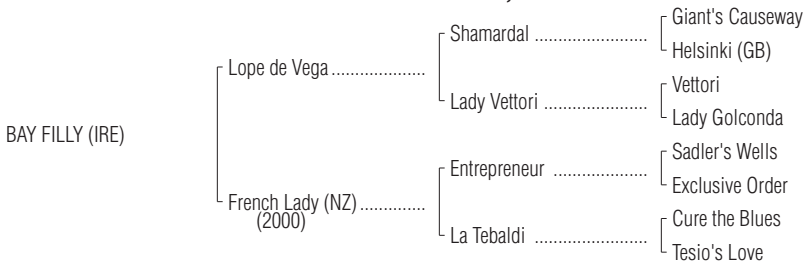 Giant's Causeway
Shamardal ......................
Helsinki (GB)
Lope de Vega ....................
Vettori
Lady Vettori ....................
Lady Golconda
BAY FILLY (IRE)
Sadler's Wells
Entrepreneur ..................
Exclusive Order
French Lady (NZ) ..............
(2000)
Cure the Blues
La Tebaldi ......................
Tesio's Love